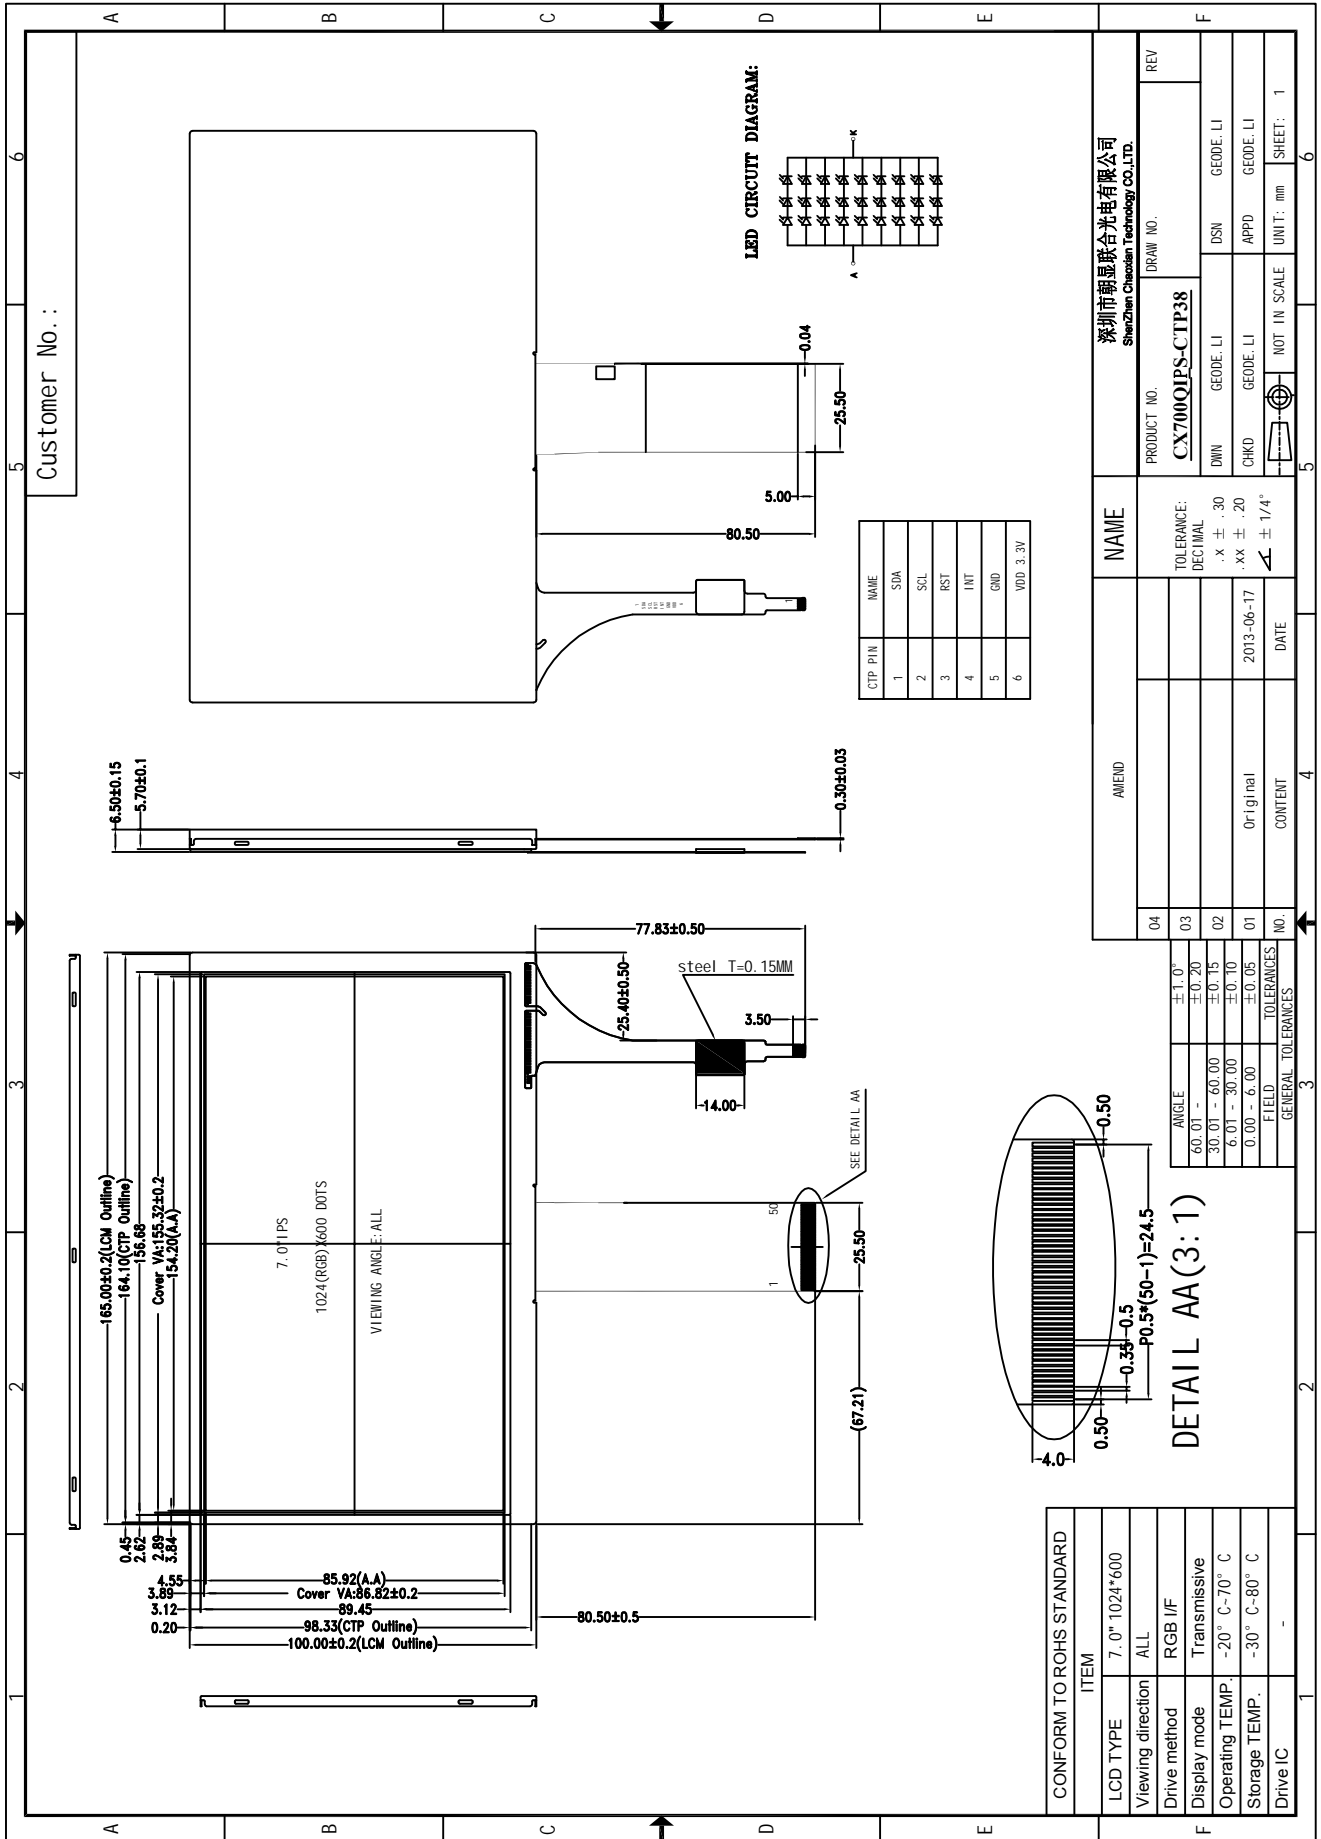 1
2
3
4
5
6
A
B
C
D
E
F
Customer No.:
165.00±0.2(LCM Outline)
164.10(CTP Outline)
156.68
Cover VA:155.32±0.2
154.20(A.A)
0.45
2.62
2.89
3.84
4.55
3.89
3.12
0.20
85.92(A.A)
Cover VA:86.82±0.2
89.45
98.33(CTP Outline)
100.00±0.2(LCM Outline)
7.0"IPS
1024(RGB)X600 DOTS
VIEWING ANGLE:ALL
80.50±0.5
(67.21)
25.50
1
50
SEE DETAIL AA
14.00
3.50
steel T=0.15MM
25.40±0.50
77.83±0.50
6.50±0.15
5.70±0.1
0.30±0.03
80.50
5.00
25.50
0.04
1
LED CIRCUIT DIAGRAM:
A
K
CTP PIN NAME
1 SDA
2 SCL
3 RST
4 INT
5 GND
6 VDD 3.3V
4.0
0.50
0.35
0.5
P0.5*(50-1)=24.5
0.50
DETAIL AA(3:1)
CONFORM TO ROHS STANDARD
ITEM
LCD TYPE 7.0" 1024*600
Viewing direction ALL
Drive method RGB I/F
Display mode Transmissive
Operating TEMP. -20° C~70° C
Storage TEMP. -30° C~80° C
Drive IC -
ANGLE ±1.0°
60.01 - ±0.20
30.01 - 60.00 ±0.15
6.01 - 30.00 ±0.10
0.00 - 6.00 ±0.05
FIELD TOLERANCES
GENERAL TOLERANCES
AMEND
04
03
02
01 Original 2013-06-17
NO. CONTENT DATE
NAME
TOLERANCE:
DECIMAL
.X ± .30
.XX ± .20
∠ ± 1/4°
深圳市朝显联合光电有限公司
ShenZhen Chaoxian Technology CO.,LTD.
PRODUCT NO.
CX700QIPS-CTP38
DRAW NO.
REV
DWN GEODE.LI DSN GEODE.LI
CHKD GEODE.LI APPD GEODE.LI
NOT IN SCALE UNIT: mm SHEET: 1
1
2
3
4
5
6
A
B
C
D
E
F